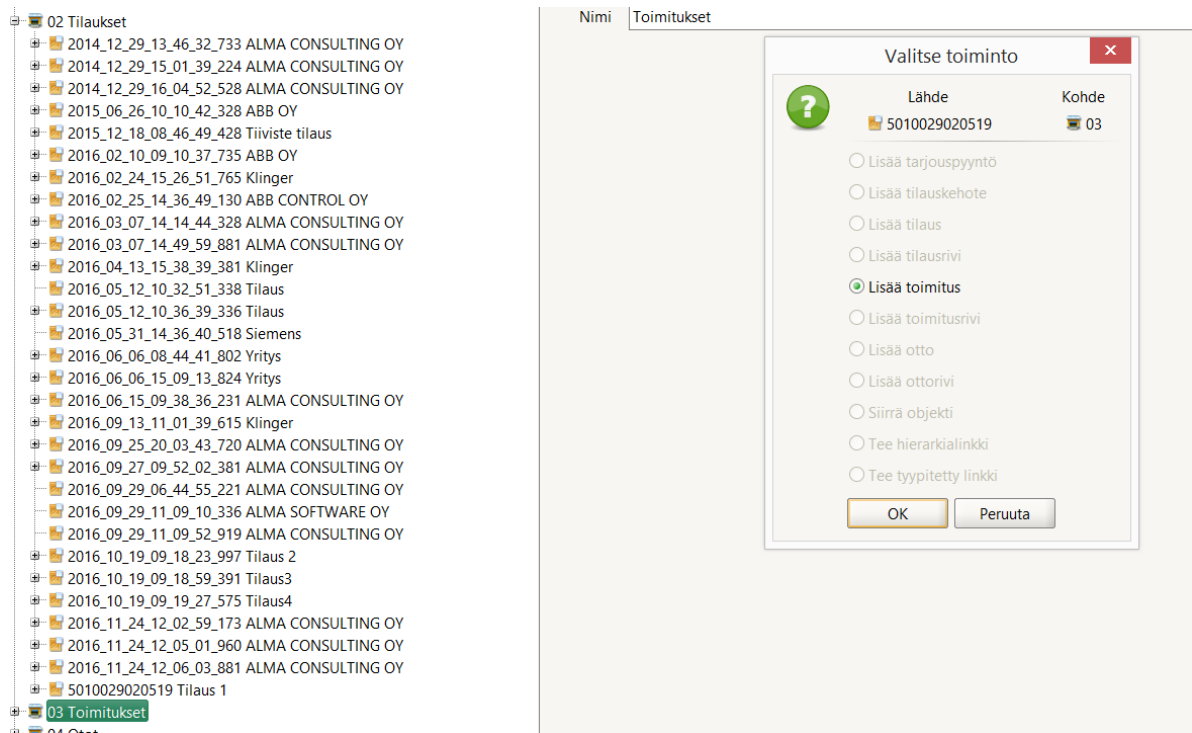 02 Tilaukset
2014_12_29_13_46_32_733 ALMA CONSULTING OY
2014_12_29_15_01_39_224 ALMA CONSULTING OY
2014_12_29_16_04_52_528 ALMA CONSULTING OY
2015_06_26_10_10_42_328 ABB OY
2015_12_18_08_46_49_428 Tiiviste tilaus
2016_02_10_09_10_37_735 ABB OY
2016_02_24_15_26_51_765 Klinger
2016_02_25_14_36_49_130 ABB CONTROL OY
2016_03_07_14_14_44_328 ALMA CONSULTING OY
2016_03_07_14_49_59_881 ALMA CONSULTING OY
2016_04_13_15_38_39_381 Klinger
2016_05_12_10_32_51_338 Tilaus
2016_05_12_10_36_39_336 Tilaus
2016_05_31_14_36_40_518 Siemens
2016_06_06_08_44_41_802 Yritys
2016_06_06_15_09_13_824 Yritys
2016_06_15_09_38_36_231 ALMA CONSULTING OY
2016_09_13_11_01_39_615 Klinger
2016_09_25_20_03_43_720 ALMA CONSULTING OY
2016_09_27_09_52_02_381 ALMA CONSULTING OY
2016_09_29_06_44_55_221 ALMA CONSULTING OY
2016_09_29_11_09_10_336 ALMA SOFTWARE OY
2016_09_29_11_09_52_919 ALMA CONSULTING OY
2016_10_19_09_18_23_997 Tilaus 2
2016_10_19_09_18_59_391 Tilaus3
2016_10_19_09_19_27_575 Tilaus4
2016_11_24_12_02_59_173 ALMA CONSULTING OY
2016_11_24_12_05_01_960 ALMA CONSULTING OY
2016_11_24_12_06_03_881 ALMA CONSULTING OY
5010029020519 Tilaus 1
03 Toimitukset
04 Otot
Nimi Toimitukset
Valitse toiminto
Lähde Kohde
5010029020519 03
Lisää tarjouspyyntö
Lisää tilauskehote
Lisää tilaus
Lisää tilausrivi
Lisää toimitus
Lisää toimitusrivi
Lisää otto
Lisää ottorivi
Siirrä objekti
Tee hierarkialinkki
Tee tyypitetty linkki
OK Peruuta